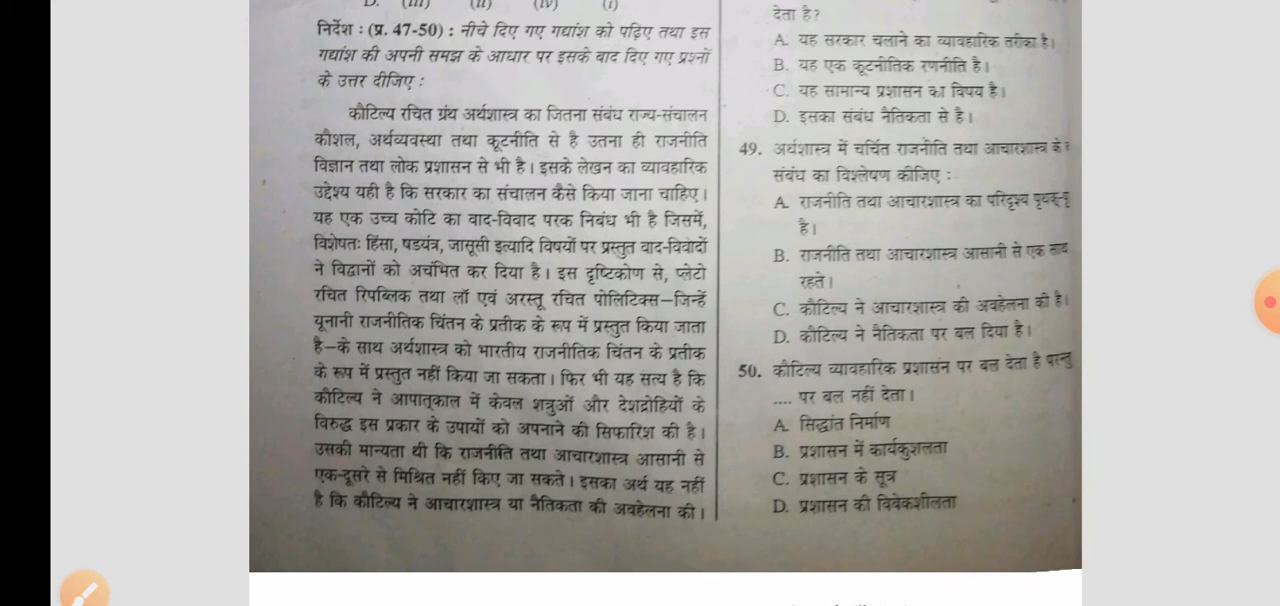 D. (iii) (ii) (iv) (i)
निर्देश : (प्र. 47-50) : नीचे दिए गए गद्यांश को पढ़िए तथा इस
गद्यांश की अपनी समझ के आधार पर इसके बाद दिए गए प्रश्नों
के उत्तर दीजिए :
कौटिल्य रचित ग्रंथ अर्थशास्त्र का जितना संबंध राज्य-संचालन
कौशल, अर्थव्यवस्था तथा कूटनीति से है उतना ही राजनीति
विज्ञान तथा लोक प्रशासन से भी है। इसके लेखन का व्यावहारिक
उद्देश्य यही है कि सरकार का संचालन कैसे किया जाना चाहिए।
यह एक उच्च कोटि का वाद-विवाद परक निबंध भी है जिसमें,
विशेषतः हिंसा, षडयंत्र, जासूसी इत्यादि विषयों पर प्रस्तुत वाद-विवादों
ने विद्वानों को अचंभित कर दिया है। इस दृष्टिकोण से, प्लेटो
रचित रिपब्लिक तथा लॉ एवं अरस्तू रचित पोलिटिक्स–जिन्हें
यूनानी राजनीतिक चिंतन के प्रतीक के रूप में प्रस्तुत किया जाता
है–के साथ अर्थशास्त्र को भारतीय राजनीतिक चिंतन के प्रतीक
के रूप में प्रस्तुत नहीं किया जा सकता। फिर भी यह सत्य है कि
कौटिल्य ने आपात्काल में केवल शत्रुओं और देशद्रोहियों के
विरुद्ध इस प्रकार के उपायों को अपनाने की सिफारिश की है।
उसकी मान्यता थी कि राजनीति तथा आचारशास्त्र आसानी से
एक-दूसरे से मिश्रित नहीं किए जा सकते। इसका अर्थ यह नहीं
है कि कौटिल्य ने आचारशास्त्र या नैतिकता की अवहेलना की।
देता है?
A. यह सरकार चलाने का व्यावहारिक तरीका है।
B. यह एक कूटनीतिक रणनीति है।
C. यह सामान्य प्रशासन का विषय है।
D. इसका संबंध नैतिकता से है।
49. अर्थशास्त्र में चर्चित राजनीति तथा आचारशास्त्र के
संबंध का विश्लेषण कीजिए :
A. राजनीति तथा आचारशास्त्र का परिदृश्य पृथक्-पृ
है।
B. राजनीति तथा आचारशास्त्र आसानी से एक साथ
रहते।
C. कौटिल्य ने आचारशास्त्र की अवहेलना की है।
D. कौटिल्य ने नैतिकता पर बल दिया है।
50. कौटिल्य व्यावहारिक प्रशासन पर बल देता है परन्तु
.... पर बल नहीं देता।
A. सिद्धांत निर्माण
B. प्रशासन में कार्यकुशलता
C. प्रशासन के सूत्र
D. प्रशासन की विवेकशीलता